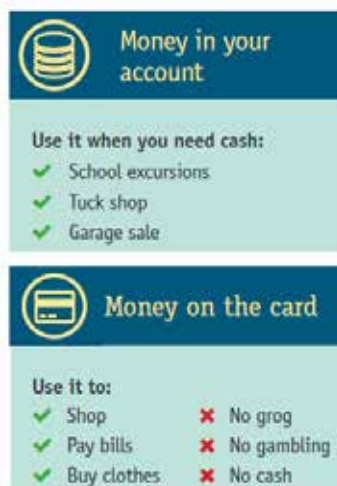 Money in your
account
Use it when you need cash:
School excursions
Tuck shop
Garage sale
Money on the card
Use it to:
Shop
No grog
Pay bills
No gambling
Buy clothes
No cash